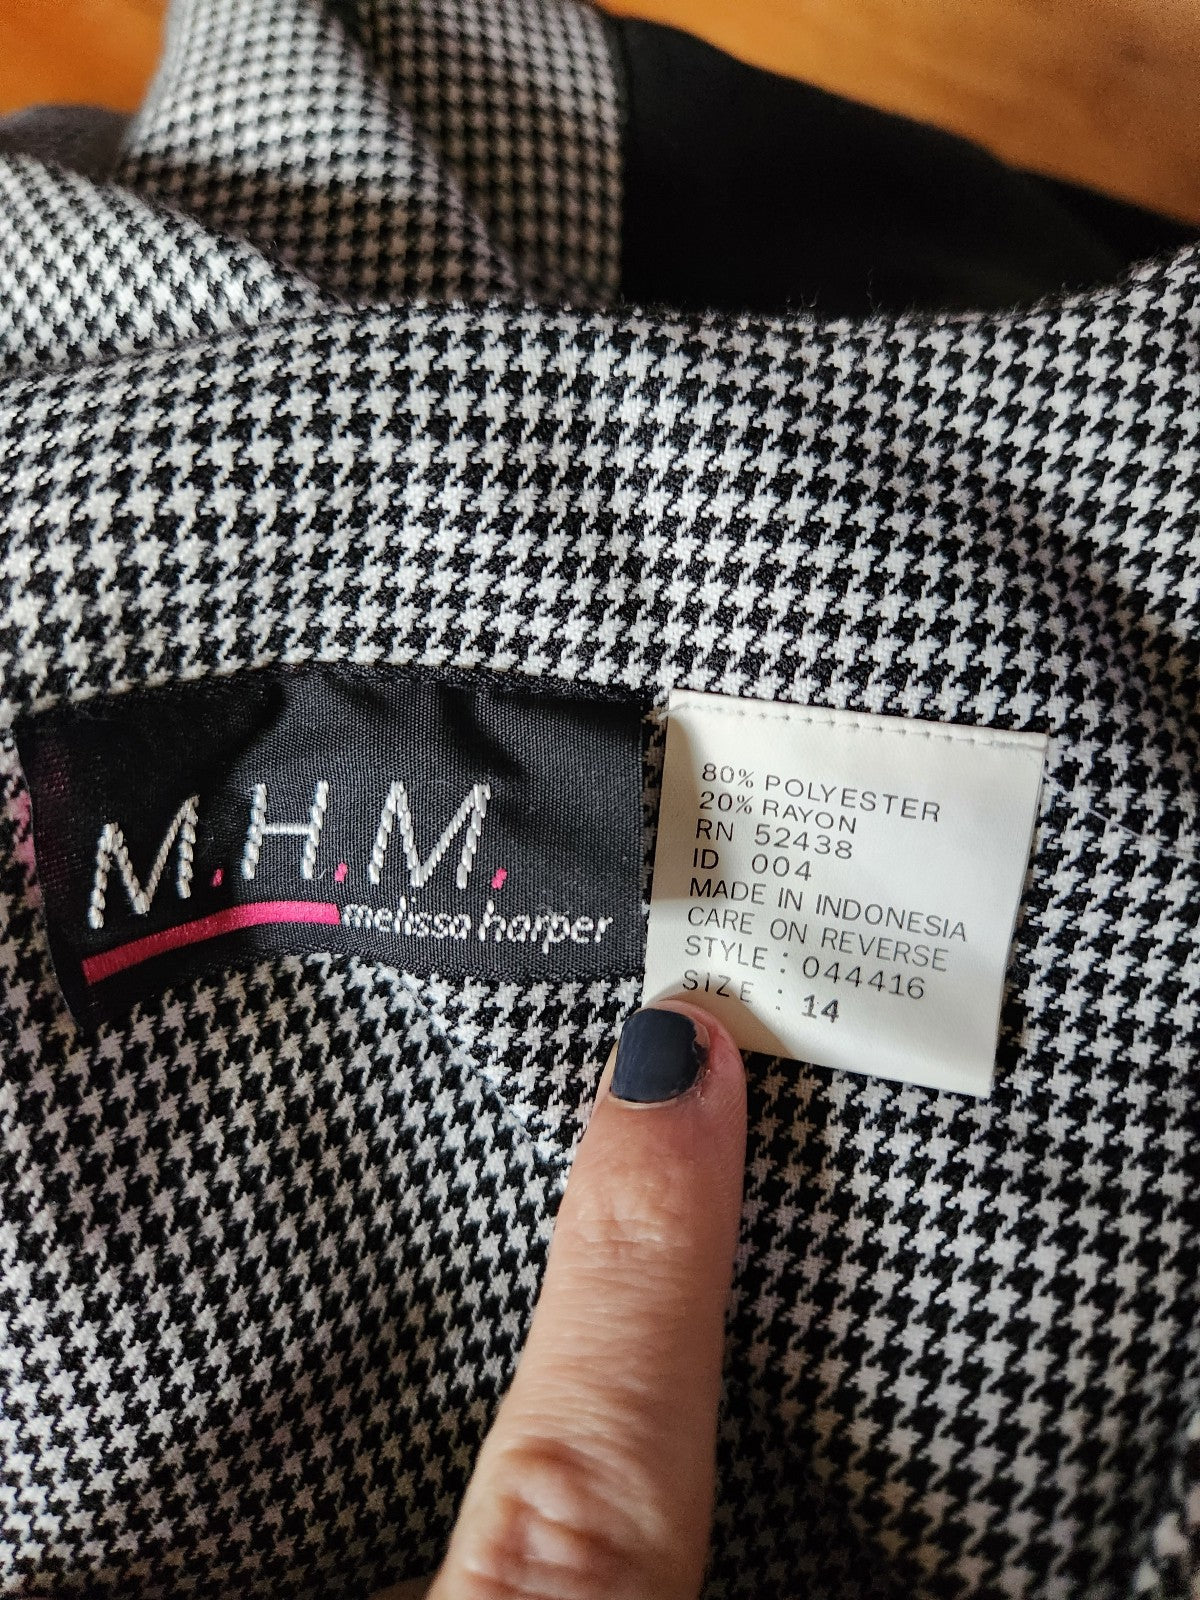 M.H.M.
melissa harper
80% POLYESTER
20% RAYON
RN 52438
ID 004
MADE IN INDONESIA
CARE ON REVERSE
STYLE : 044416
SIZE : 14